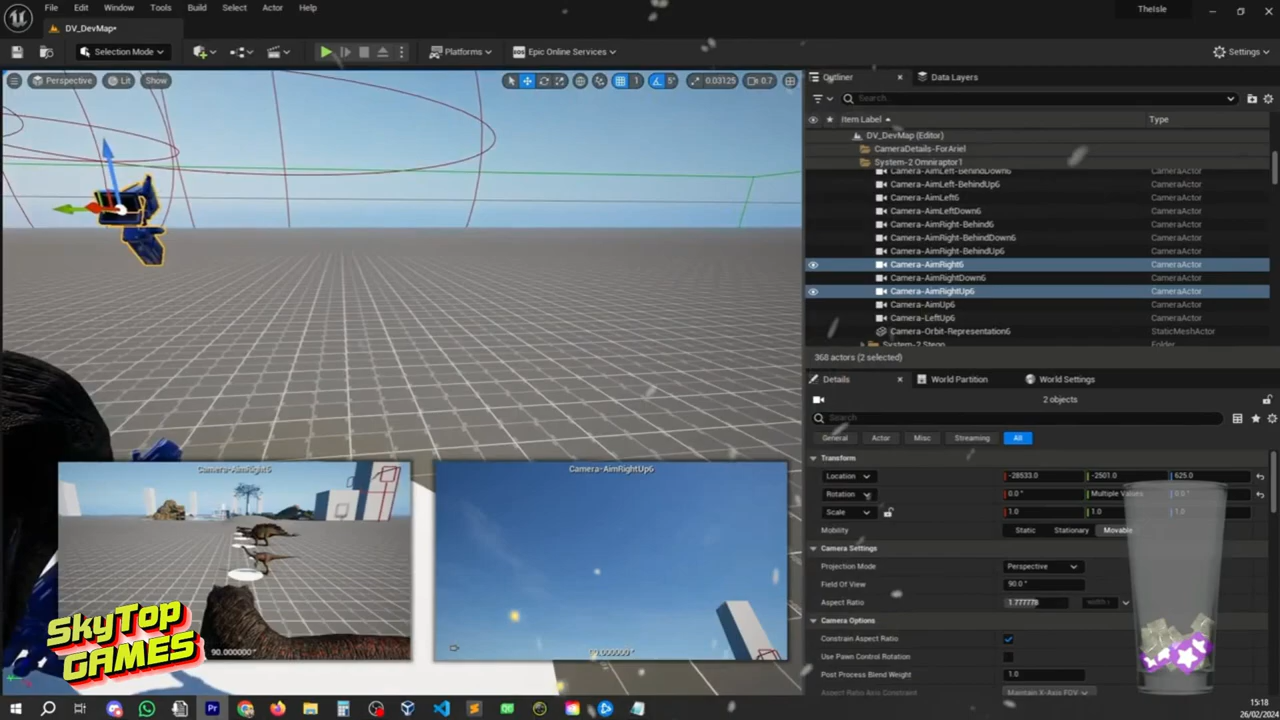 File Edit Window Tools Build Select Actor Help
TheIsle
DV_DevMap*
Selection Mode
Platforms
Epic Online Services
Settings
Perspective Lit Show
1 5° 0.03125 0.7
Outliner
Data Layers
Search...
Item Label
Type
DV_DevMap (Editor)
CameraDetails-ForAriel
System-2 Omniraptor1
Camera-AimLeft-BehindDown6 CameraActor
Camera-AimLeft-BehindUp6 CameraActor
Camera-AimLeft6 CameraActor
Camera-AimLeftDown6 CameraActor
Camera-AimRight-Behind6 CameraActor
Camera-AimRight-BehindDown6 CameraActor
Camera-AimRight-BehindUp6 CameraActor
Camera-AimRight6 CameraActor
Camera-AimRightDown6 CameraActor
Camera-AimRightUp6 CameraActor
Camera-AimUp6 CameraActor
Camera-LeftUp6 CameraActor
Camera-Orbit-Representation6 StaticMeshActor
System-2 Stego Folder
368 actors (2 selected)
Details
World Partition
World Settings
2 objects
Search
General Actor Misc Streaming All
Transform
Location -28533.0 -2501.0 625.0
Rotation 0.0° Multiple Values 0.0°
Scale 1.0 1.0 1.0
Mobility Static Stationary Movable
Camera Settings
Projection Mode Perspective
Field Of View 90.0°
Aspect Ratio 1.777778
Camera Options
Constrain Aspect Ratio
Use Pawn Control Rotation
Post Process Blend Weight 1.0
Aspect Ratio Axis Constraint Maintain X-Axis FOV
Camera-AimRight6
Camera-AimRightUp6
90.000000°
90.000000°
SkyTop
GAMES
15:18
26/02/2024